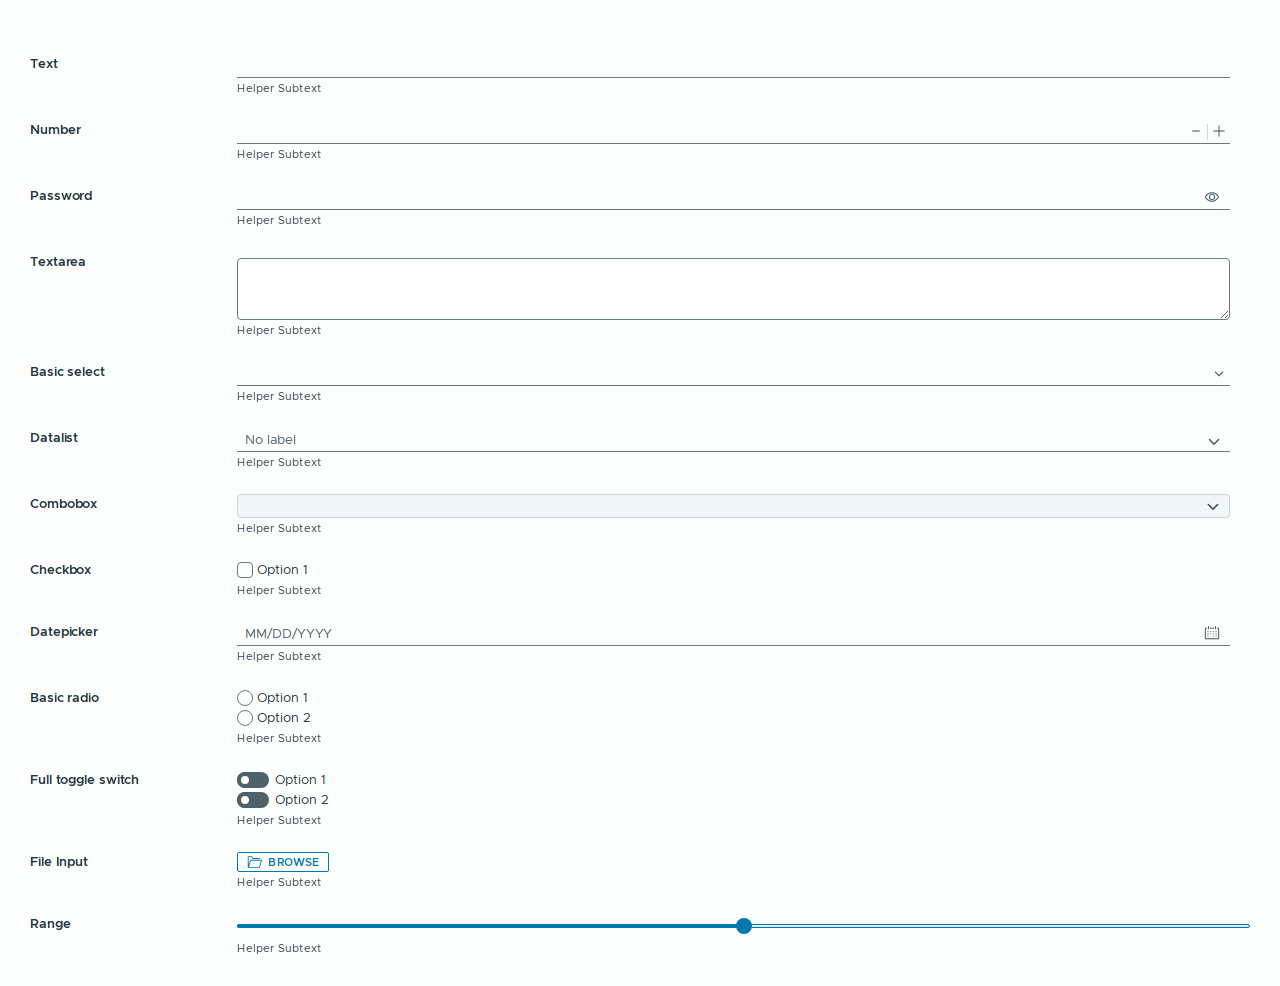 Text
Helper Subtext
Number
Helper Subtext
Password
Helper Subtext
Textarea
Helper Subtext
Basic select
Helper Subtext
Datalist
No label
Helper Subtext
Combobox
Helper Subtext
Checkbox
Option 1
Helper Subtext
Datepicker
MM/DD/YYYY
Helper Subtext
Basic radio
Option 1
Option 2
Helper Subtext
Full toggle switch
Option 1
Option 2
Helper Subtext
File Input
BROWSE
Helper Subtext
Range
Helper Subtext